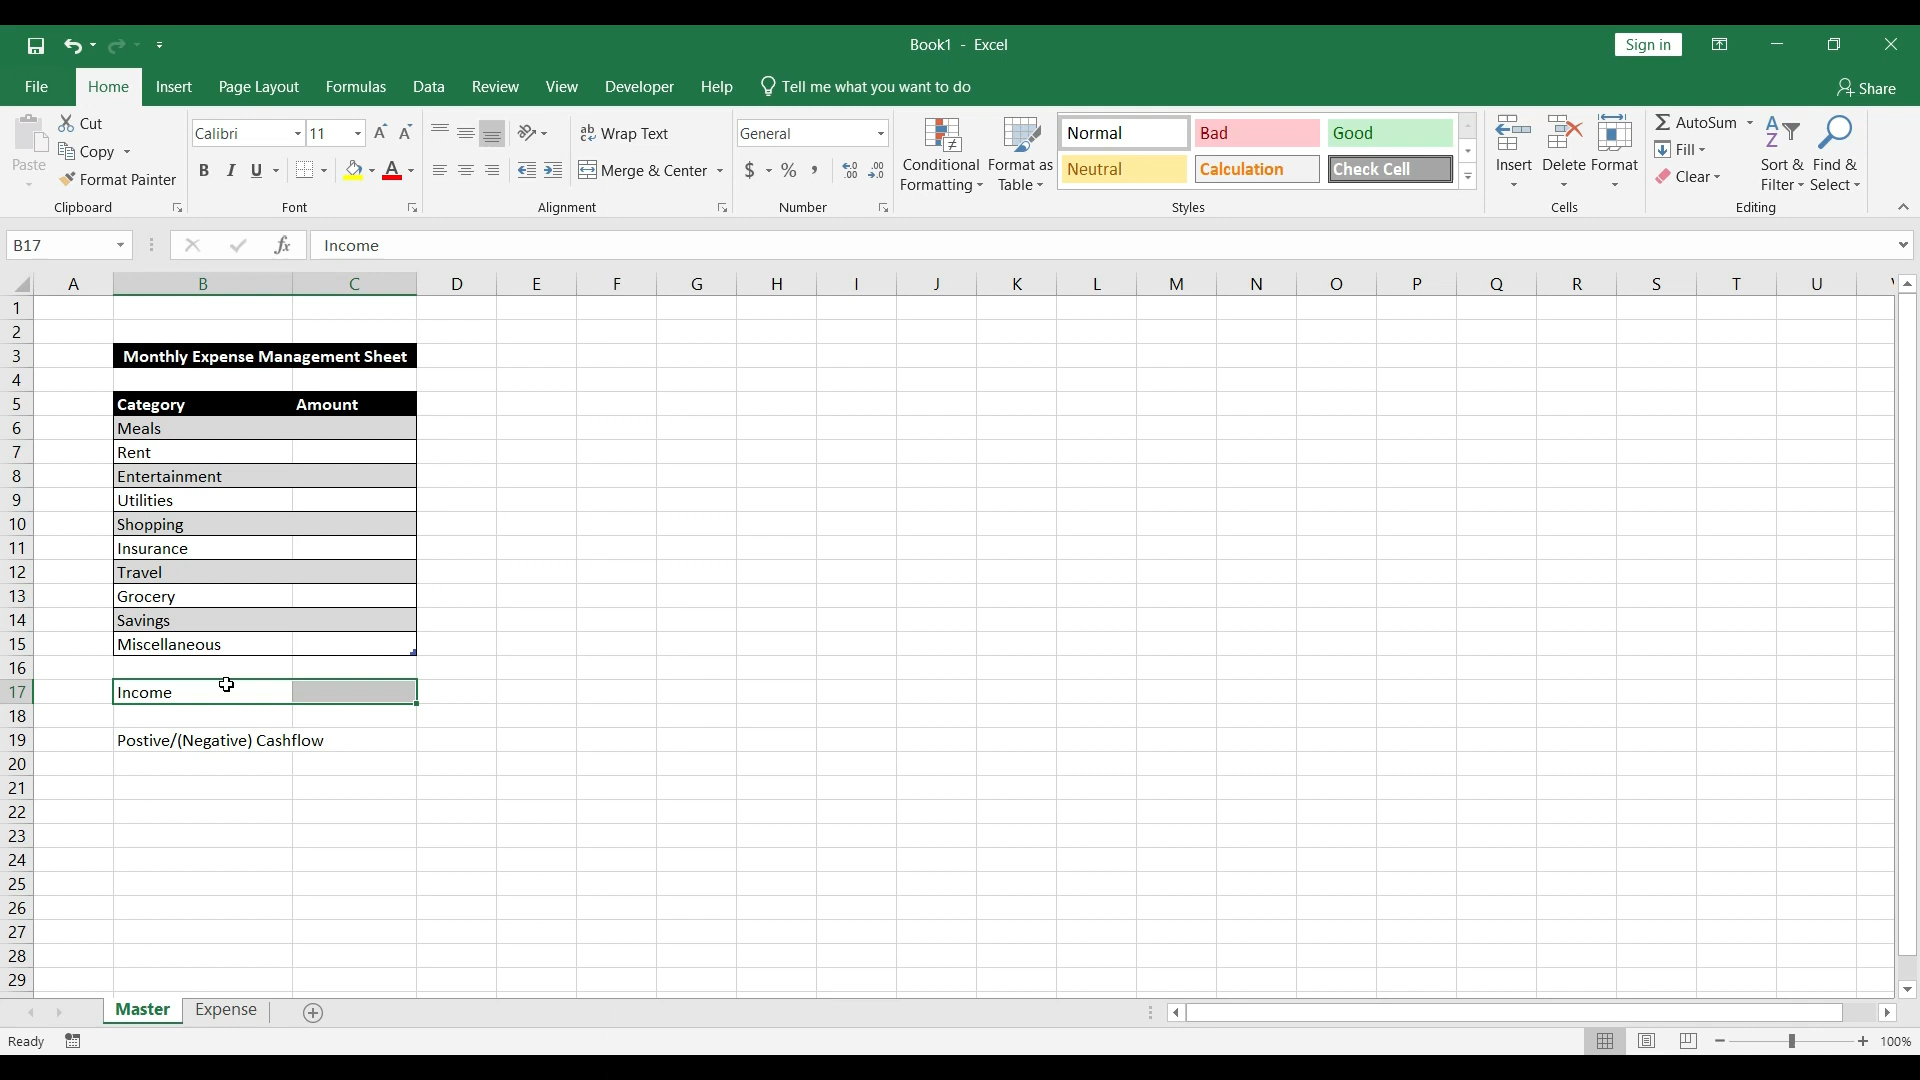 Book1 - Excel
Sign in
File Home Insert Page Layout Formulas Data Review View Developer Help Tell me what you want to do Share
Paste
Cut
Copy
Format Painter
Clipboard
Calibri 11
B I U
Font
ab Wrap Text
Merge & Center
Alignment
General
$ % ,
Number
Conditional Formatting
Format as Table
Normal Bad Good
Neutral Calculation Check Cell
Styles
Insert Delete Format
Cells
AutoSum
Fill
Clear
Sort & Filter
Find & Select
Editing
B17 fx Income
A B C D E F G H I J K L M N O P Q R S T U
1
2
3 Monthly Expense Management Sheet
4
5 Category Amount
6 Meals
7 Rent
8 Entertainment
9 Utilities
10 Shopping
11 Insurance
12 Travel
13 Grocery
14 Savings
15 Miscellaneous
16
17 Income
18
19 Postive/(Negative) Cashflow
20
21
22
23
24
25
26
27
28
29
Master Expense
Ready 100%